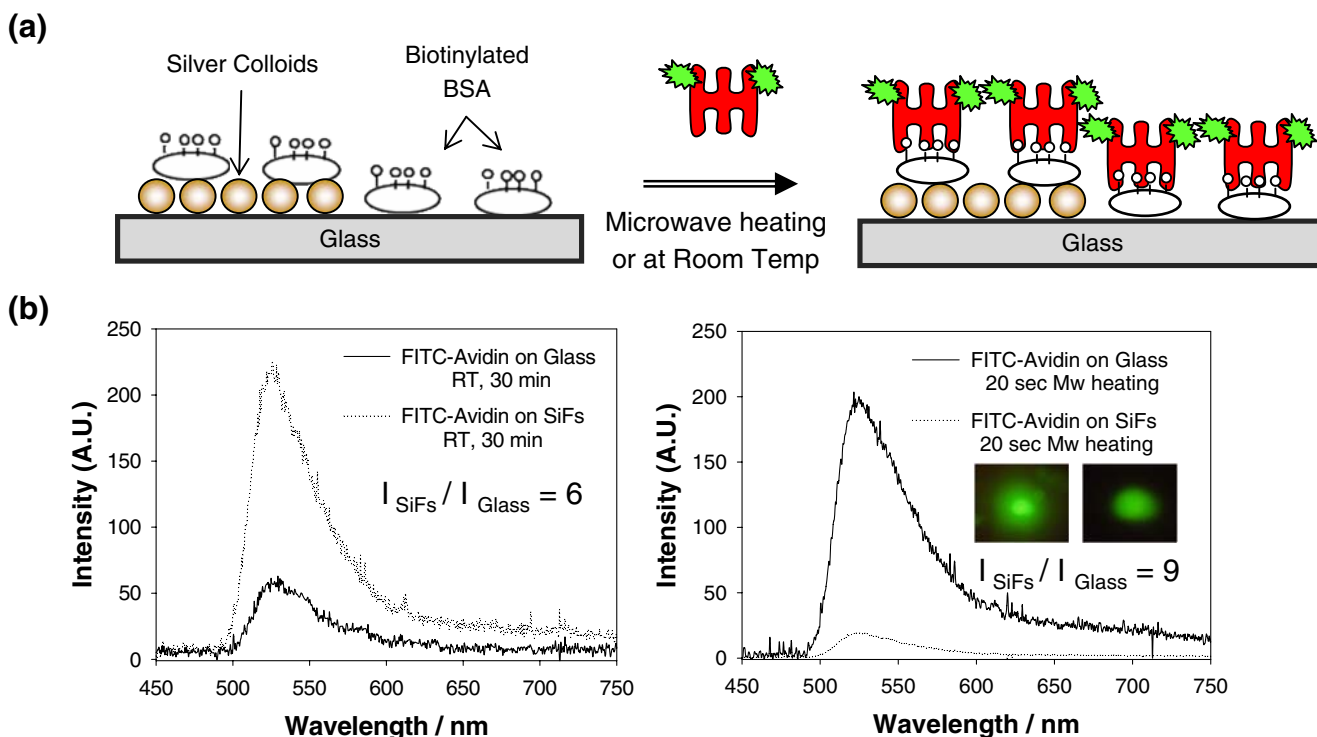 (a)
Silver Colloids
Biotinylated
BSA
Glass
Microwave heating
or at Room Temp
Glass
(b)
250
200
150
100
50
0
Intensity (A.U.)
FITC-Avidin on Glass
RT, 30 min
FITC-Avidin on SiFs
RT, 30 min
I SiFs / I Glass = 6
450 500 550 600 650 700 750
Wavelength / nm
250
200
150
100
50
0
Intensity (A.U.)
FITC-Avidin on Glass
20 sec Mw heating
FITC-Avidin on SiFs
20 sec Mw heating
I SiFs / I Glass = 9
450 500 550 600 650 700 750
Wavelength / nm